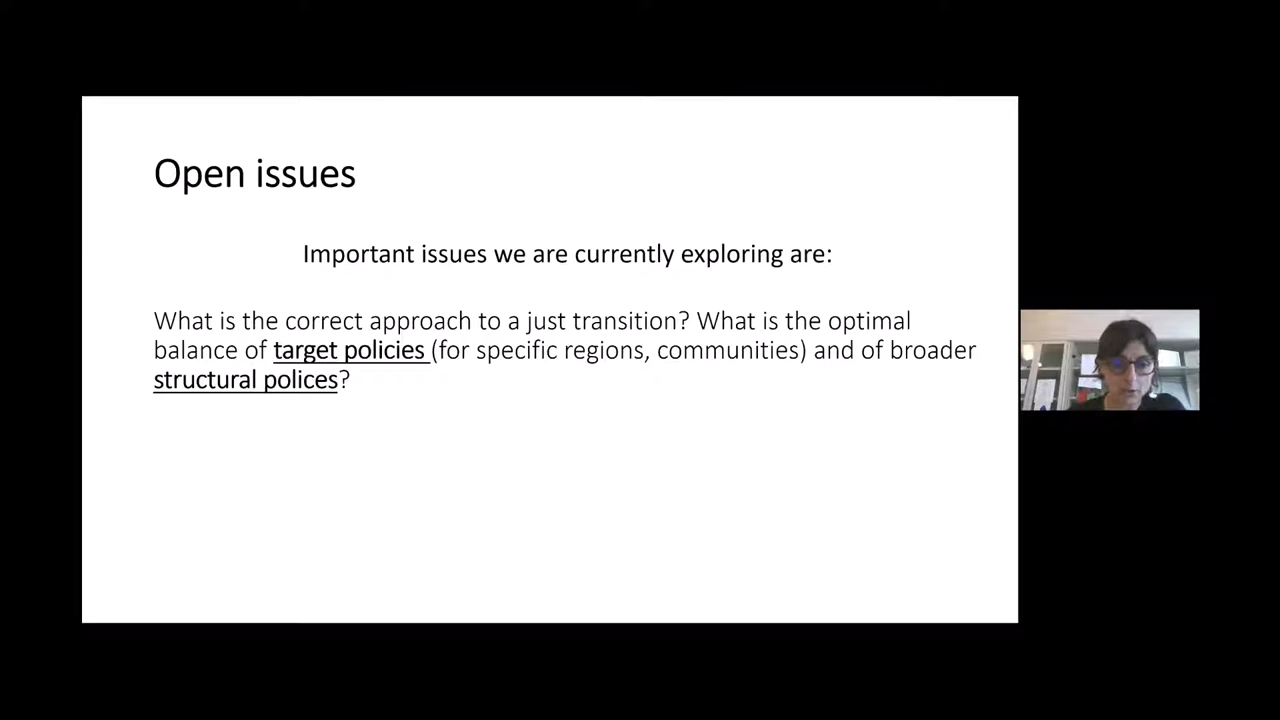 Open issues
Important issues we are currently exploring are:
What is the correct approach to a just transition? What is the optimal
balance of target policies (for specific regions, communities) and of broader
structural polices?